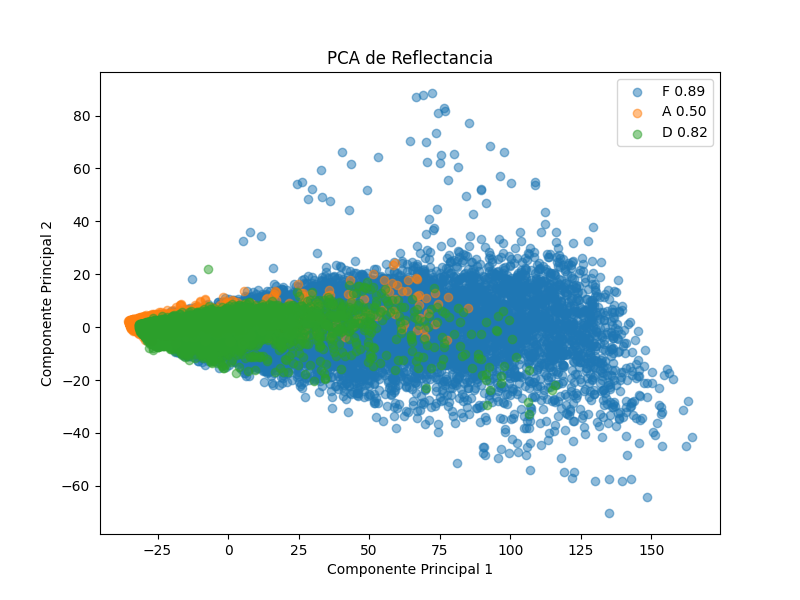 PCA de Reflectancia
F 0.89
A 0.50
D 0.82
Componente Principal 2
80
60
40
20
0
−20
−40
−60
−25 0 25 50 75 100 125 150
Componente Principal 1